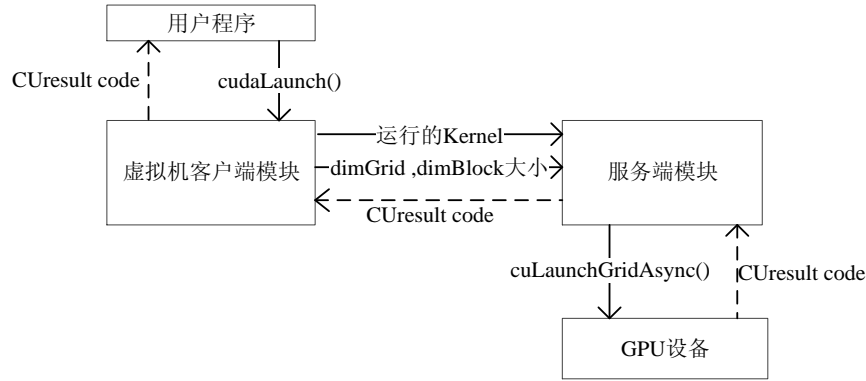 用户程序
CUresult code
cudaLaunch()
运行的Kernel
虚拟机客户端模块
dimGrid ,dimBlock大小
服务端模块
CUresult code
cuLaunchGridAsync()
CUresult code
GPU设备